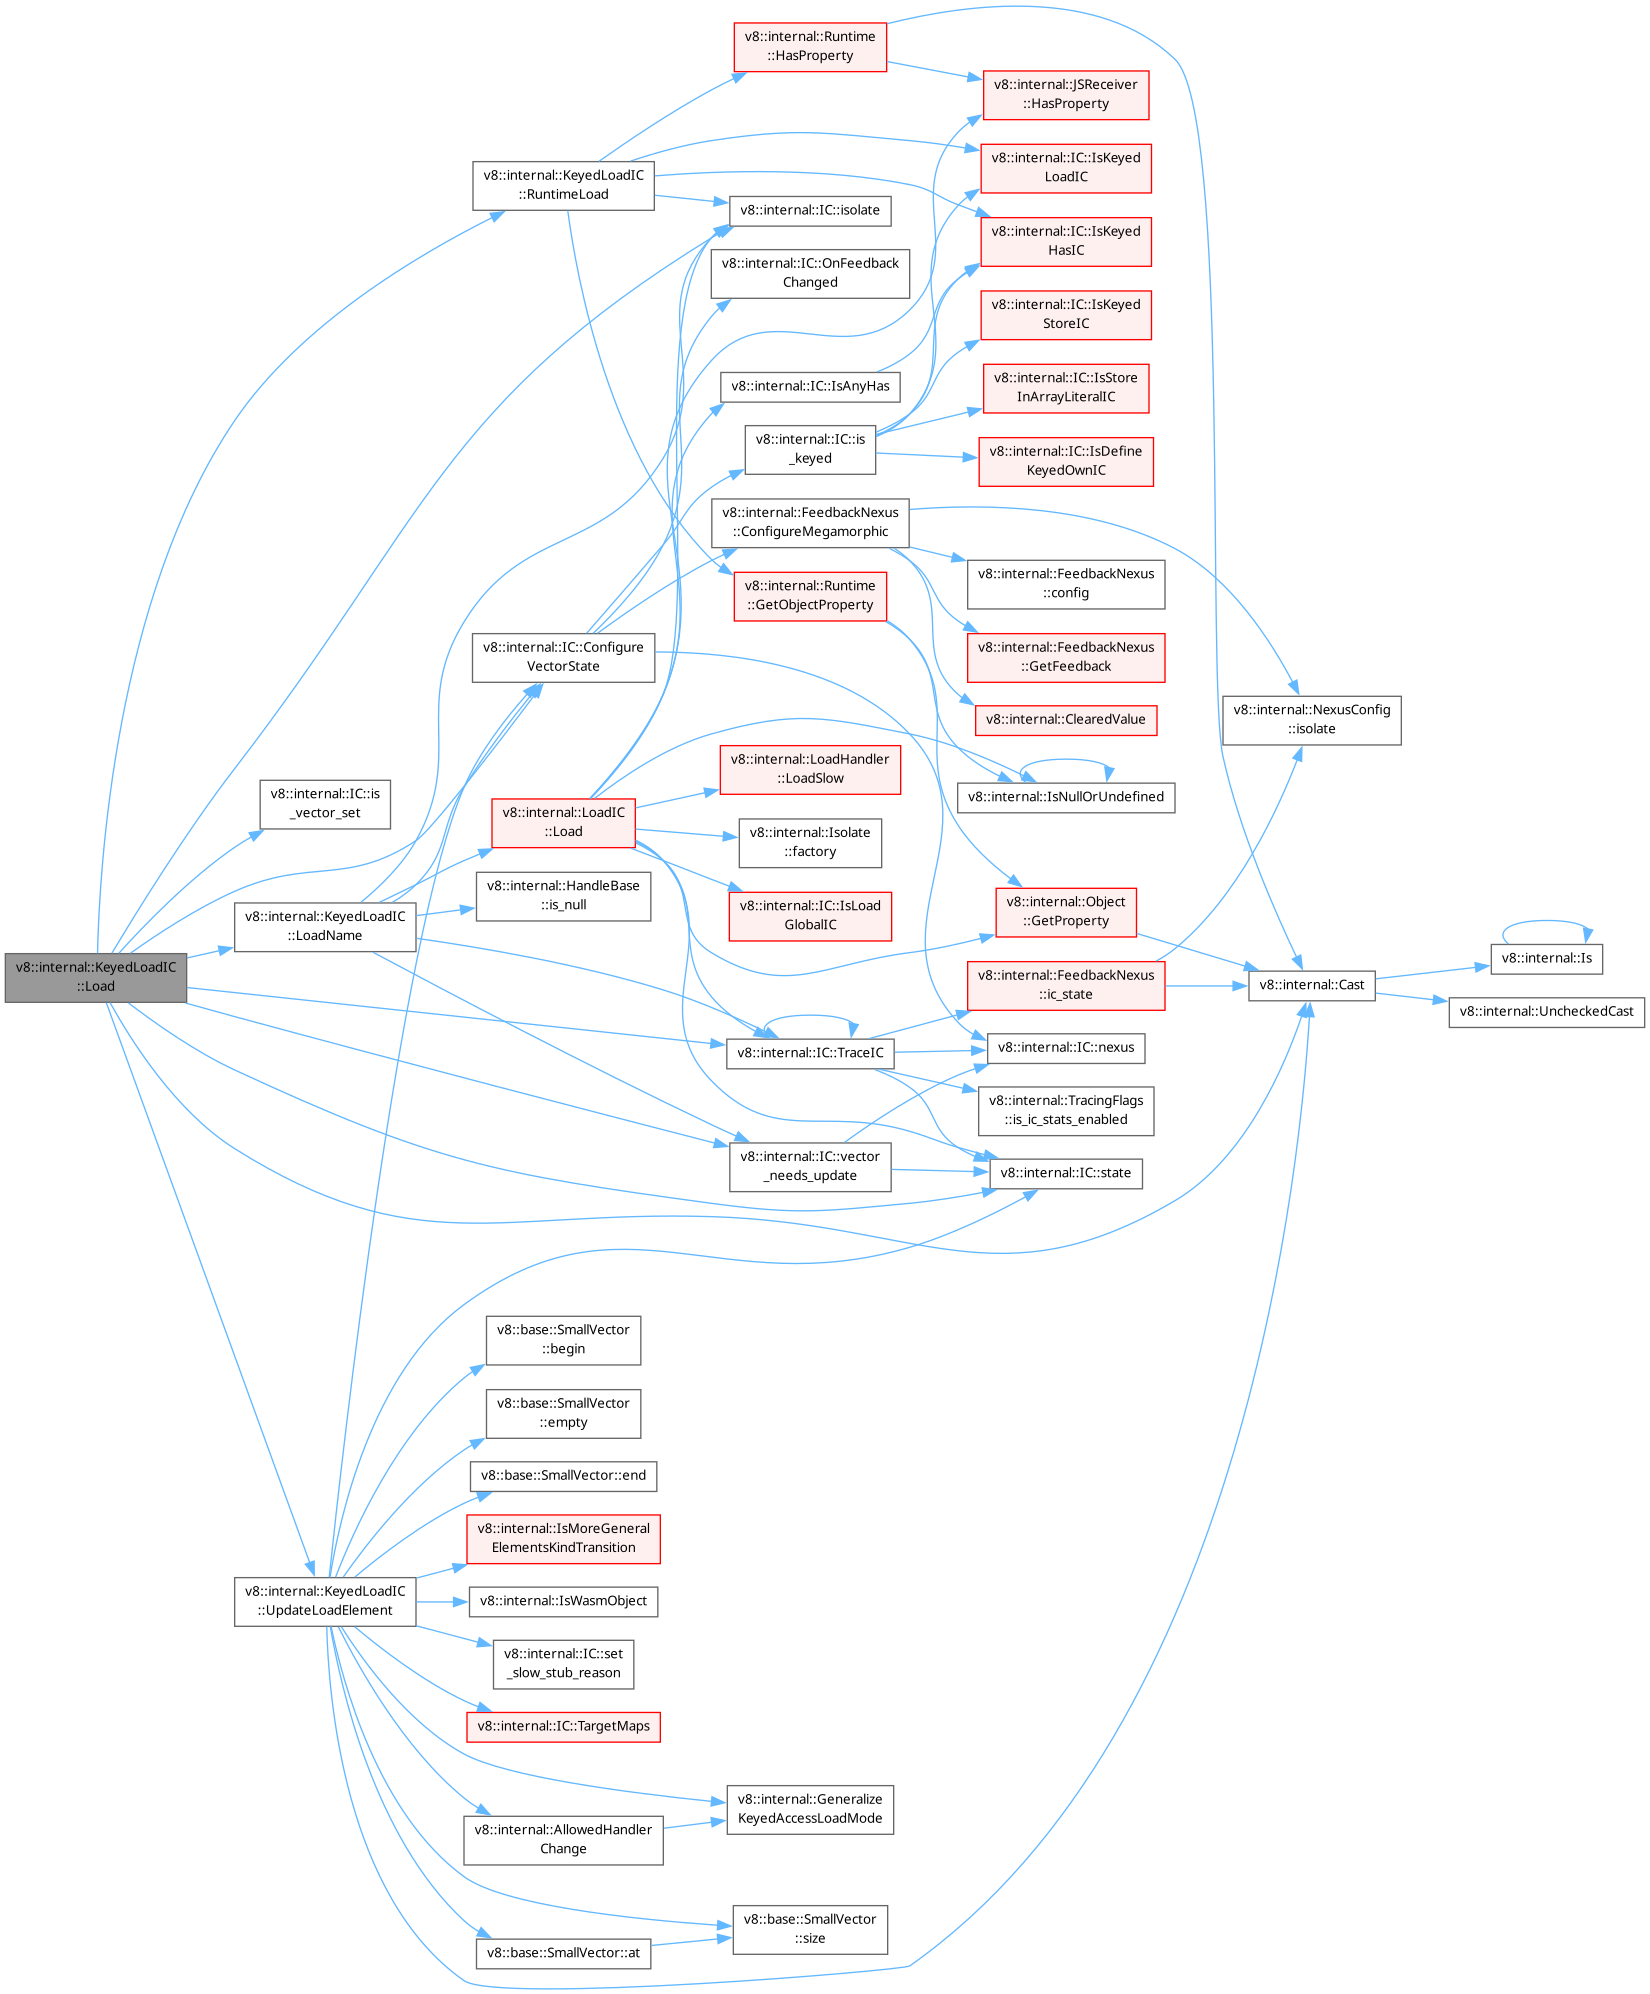 v8::internal::Runtime
::HasProperty
v8::internal::JSReceiver
::HasProperty
v8::internal::IC::IsKeyed
LoadIC
v8::internal::KeyedLoadIC
::RuntimeLoad
v8::internal::IC::isolate
v8::internal::IC::IsKeyed
HasIC
v8::internal::IC::OnFeedback
Changed
v8::internal::IC::IsKeyed
StoreIC
v8::internal::IC::IsAnyHas
v8::internal::IC::IsStore
InArrayLiteralIC
v8::internal::IC::is
_keyed
v8::internal::IC::IsDefine
KeyedOwnIC
v8::internal::FeedbackNexus
::ConfigureMegamorphic
v8::internal::FeedbackNexus
::config
v8::internal::Runtime
::GetObjectProperty
v8::internal::IC::Configure
VectorState
v8::internal::FeedbackNexus
::GetFeedback
v8::internal::ClearedValue
v8::internal::NexusConfig
::isolate
v8::internal::LoadHandler
::LoadSlow
v8::internal::IsNullOrUndefined
v8::internal::IC::is
_vector_set
v8::internal::LoadIC
::Load
v8::internal::Isolate
::factory
v8::internal::HandleBase
::is_null
v8::internal::IC::IsLoad
GlobalIC
v8::internal::Object
::GetProperty
v8::internal::KeyedLoadIC
::LoadName
v8::internal::Is
v8::internal::KeyedLoadIC
::Load
v8::internal::FeedbackNexus
::ic_state
v8::internal::Cast
v8::internal::UncheckedCast
v8::internal::IC::TraceIC
v8::internal::IC::nexus
v8::internal::TracingFlags
::is_ic_stats_enabled
v8::internal::IC::vector
_needs_update
v8::internal::IC::state
v8::base::SmallVector
::begin
v8::base::SmallVector
::empty
v8::base::SmallVector::end
v8::internal::IsMoreGeneral
ElementsKindTransition
v8::internal::KeyedLoadIC
::UpdateLoadElement
v8::internal::IsWasmObject
v8::internal::IC::set
_slow_stub_reason
v8::internal::IC::TargetMaps
v8::internal::Generalize
KeyedAccessLoadMode
v8::internal::AllowedHandler
Change
v8::base::SmallVector
::size
v8::base::SmallVector::at